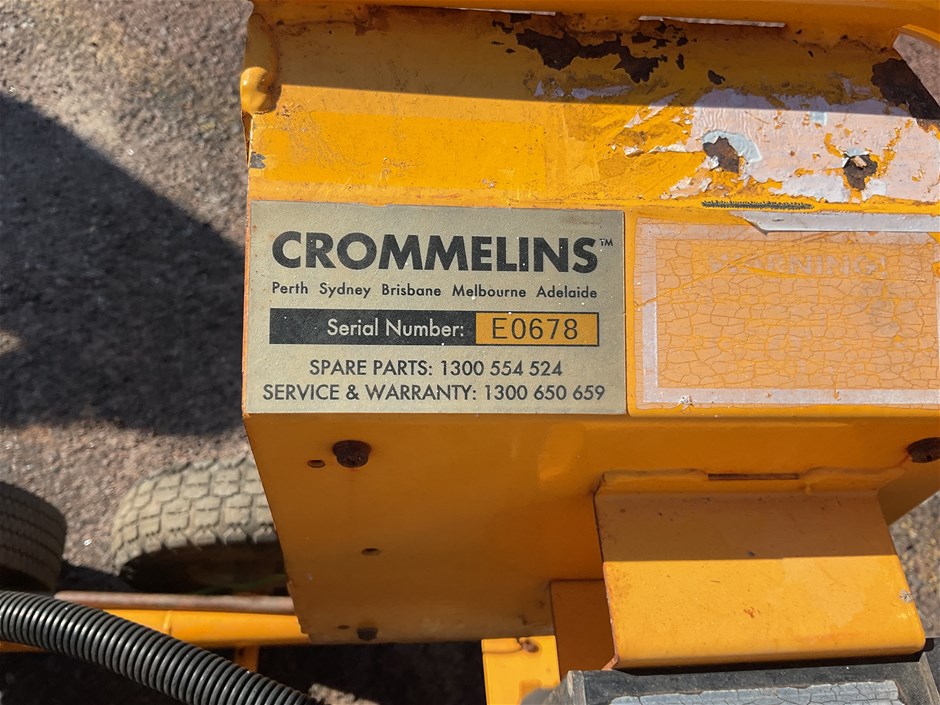 CROMMELINS™
Perth Sydney Brisbane Melbourne Adelaide
Serial Number: E0678
SPARE PARTS: 1300 554 524
SERVICE & WARRANTY: 1300 650 659
WARNING